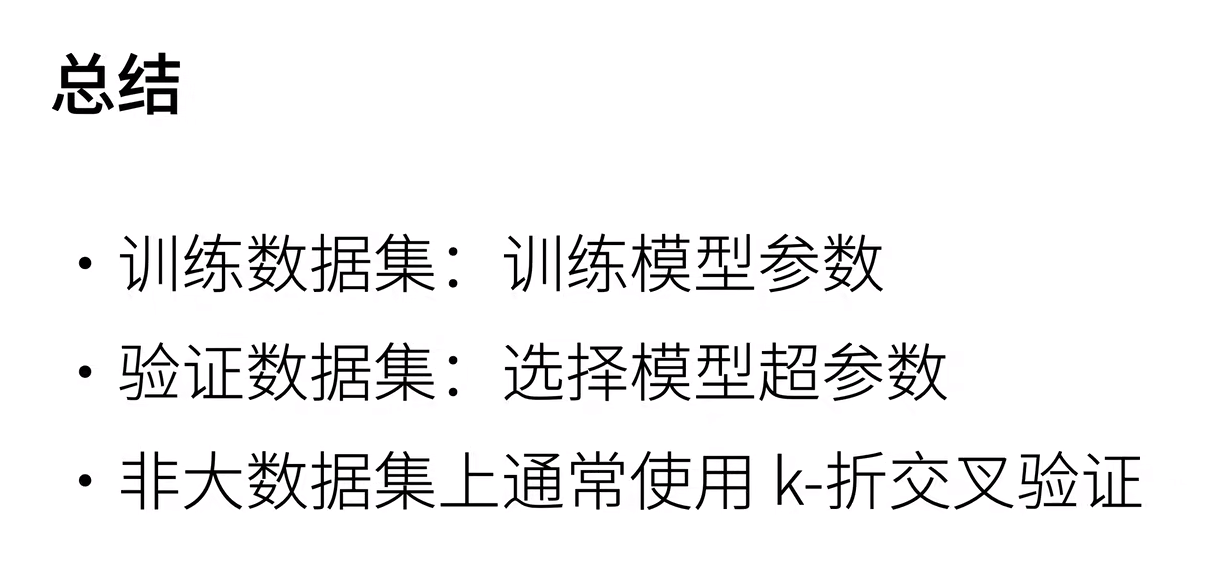 总结
• 训练数据集：训练模型参数
• 验证数据集：选择模型超参数
• 非大数据集上通常使用 k-折交叉验证